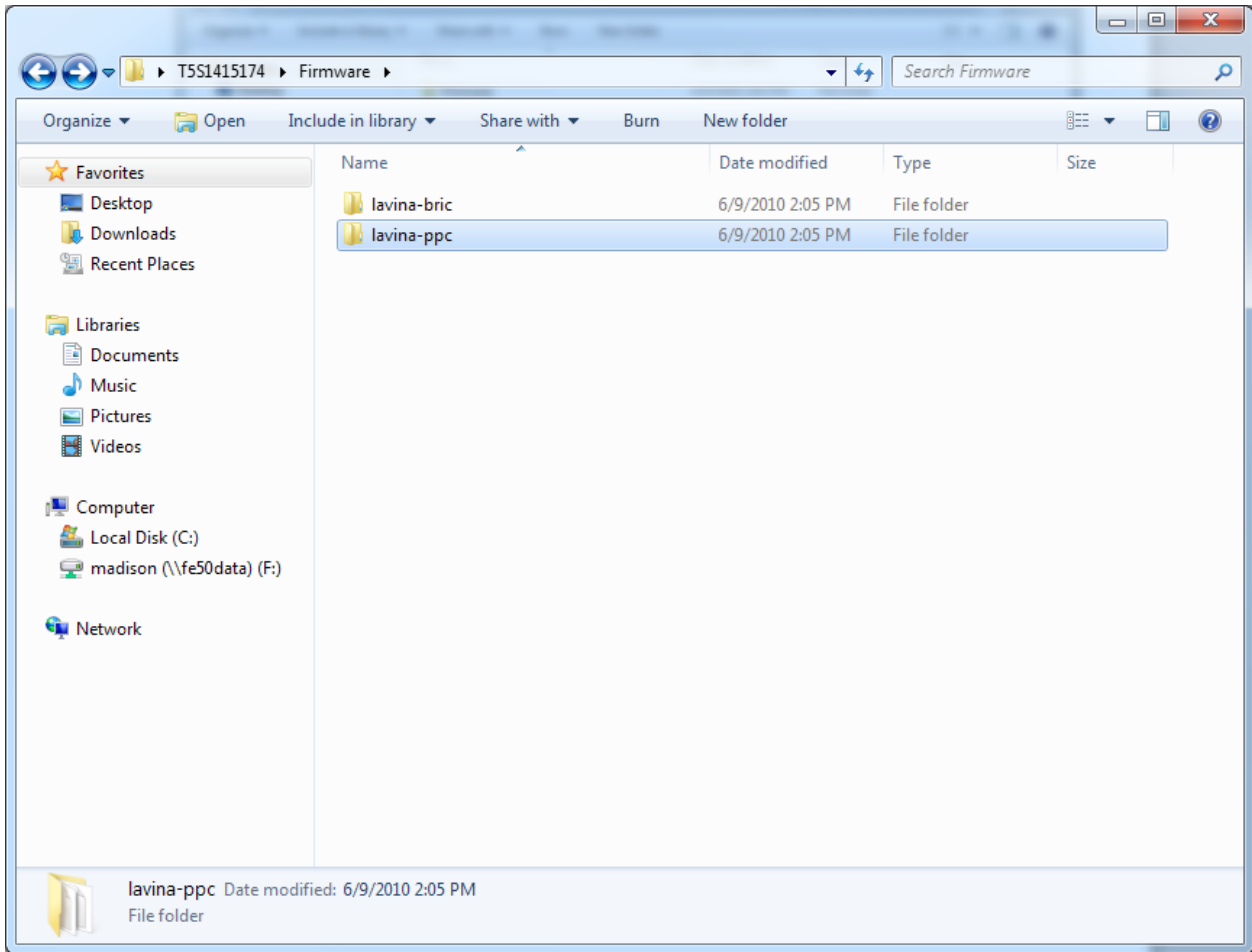 T5S1415174 Firmware Search Firmware
Organize Open Include in library Share with Burn New folder
Name Date modified Type Size
Favorites
Desktop
Downloads
Recent Places
Libraries
Documents
Music
Pictures
Videos
Computer
Local Disk (C:)
madison (\\fe50data) (F:)
Network
lavina-bric 6/9/2010 2:05 PM File folder
lavina-ppc 6/9/2010 2:05 PM File folder
lavina-ppc Date modified: 6/9/2010 2:05 PM
File folder